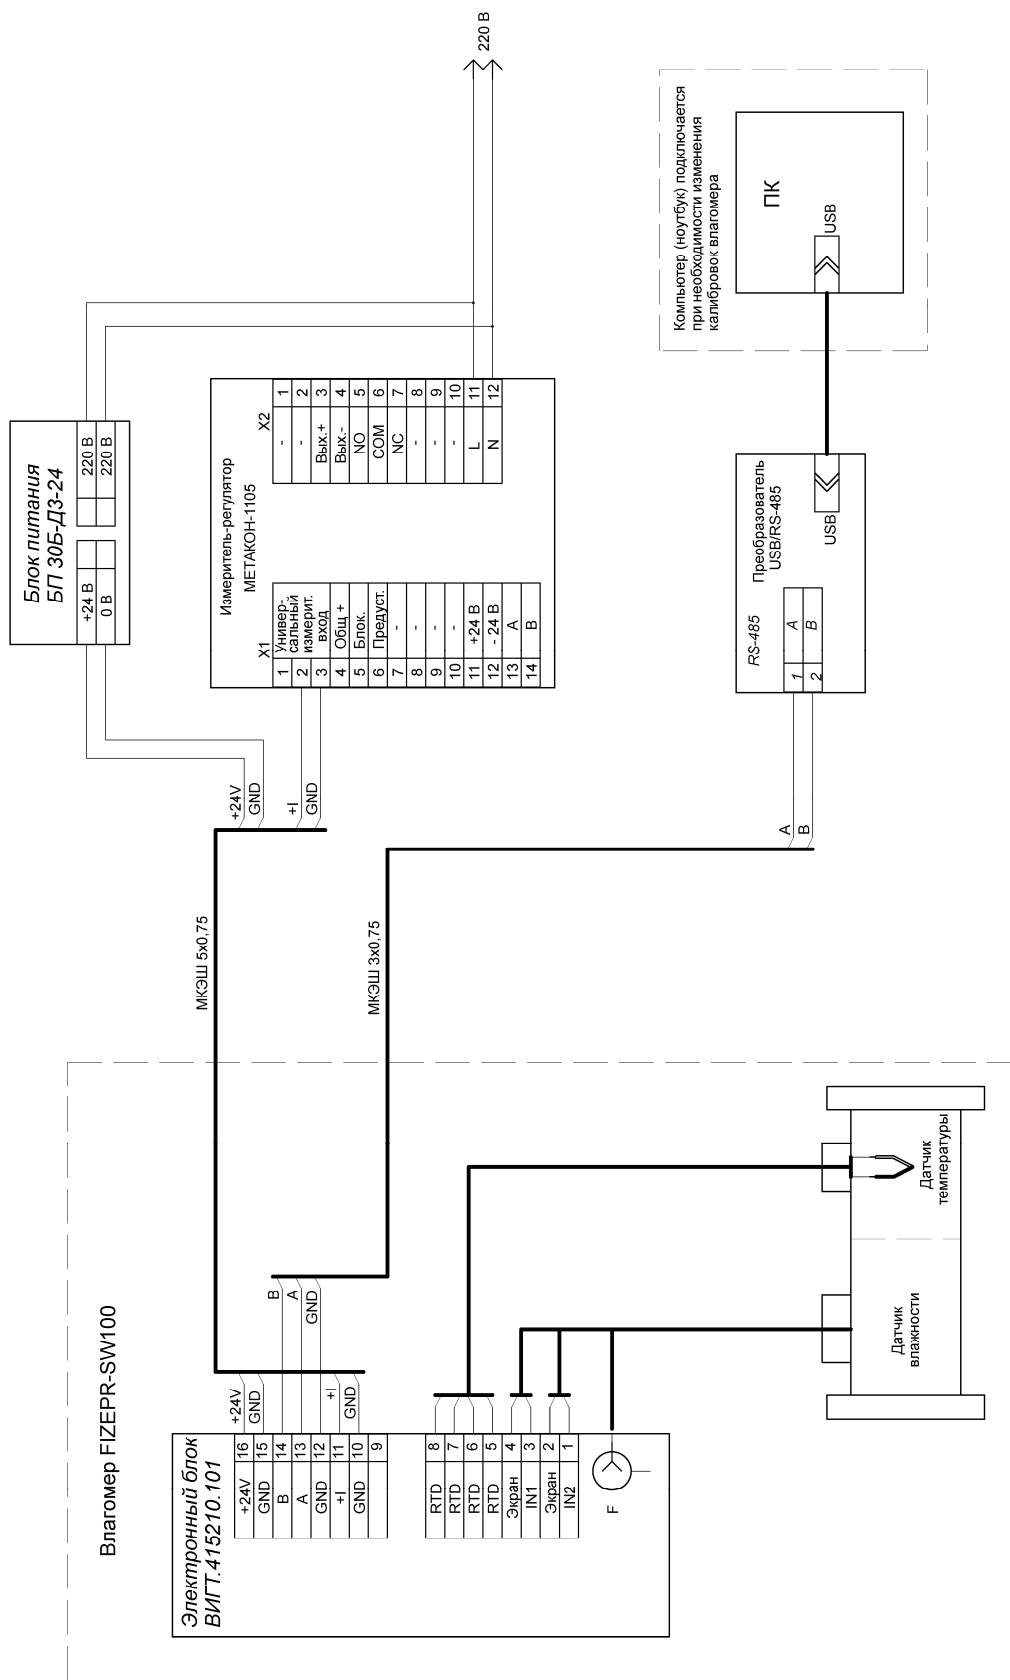 Влагомер FIZEPR-SW100
Электронный блок
ВИГТ.415210.101
+24V 16 +24V
GND 15 GND
B 14 B
A 13 A
GND 12 GND
+I 11 +I
GND 10 GND
9
RTD 8
RTD 7
RTD 6
RTD 5
Экран 4
IN1 3
Экран 2
IN2 1
F
Датчик
влажности
Датчик
температуры
МКЭШ 5х0,75
МКЭШ 3х0,75
+24V
GND
+I
GND
A
B
Блок питания
БП 30Б-Д3-24
+24 В
0 В
220 В
220 В
Измеритель-регулятор
МЕТАКОН-1105
X1
1 Универ-
сальный
2 измерит.
3 вход
4 Общ +
5 Блок.
6 Предуст.
7 -
8 -
9 -
10 -
11 +24 В
12 - 24 В
13 A
14 B
X2
- 1
- 2
Вых.+ 3
Вых.- 4
NO 5
COM 6
NC 7
- 8
- 9
- 10
L 11
N 12
220 В
Преобразователь
USB/RS-485
RS-485
1 A
2 B
USB
Компьютер (ноутбук) подключается
при необходимости изменения
калибровок влагомера
ПК
USB